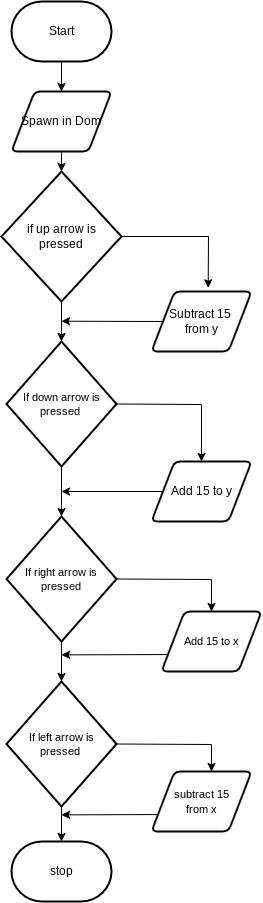 Start
Spawn in Dom
if up arrow is
pressed
Subtract 15
from y
If down arrow is
pressed
Add 15 to y
If right arrow is
pressed
Add 15 to x
If left arrow is
pressed
subtract 15
from x
stop